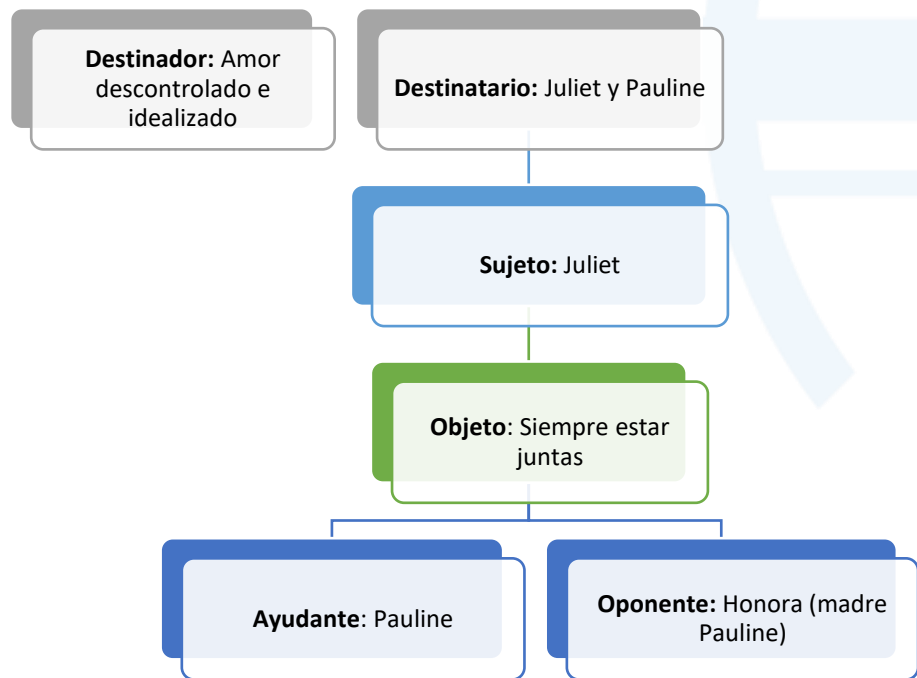 Destinador: Amor
descontrolado e
idealizado
Destinatario: Juliet y Pauline
Sujeto: Juliet
Objeto: Siempre estar
juntas
Ayudante: Pauline
Oponente: Honora (madre
Pauline)